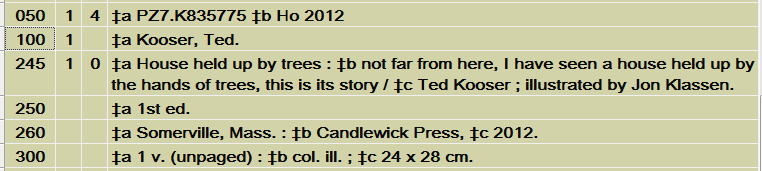 050 1 4 ‡a PZ7.K835775 ‡b Ho 2012
100 1 ‡a Kooser, Ted.
245 1 0 ‡a House held up by trees : ‡b not far from here, I have seen a house held up by
the hands of trees, this is its story / ‡c Ted Kooser ; illustrated by Jon Klassen.
250 ‡a 1st ed.
260 ‡a Somerville, Mass. : ‡b Candlewick Press, ‡c 2012.
300 ‡a 1 v. (unpaged) : ‡b col. ill. ; ‡c 24 x 28 cm.